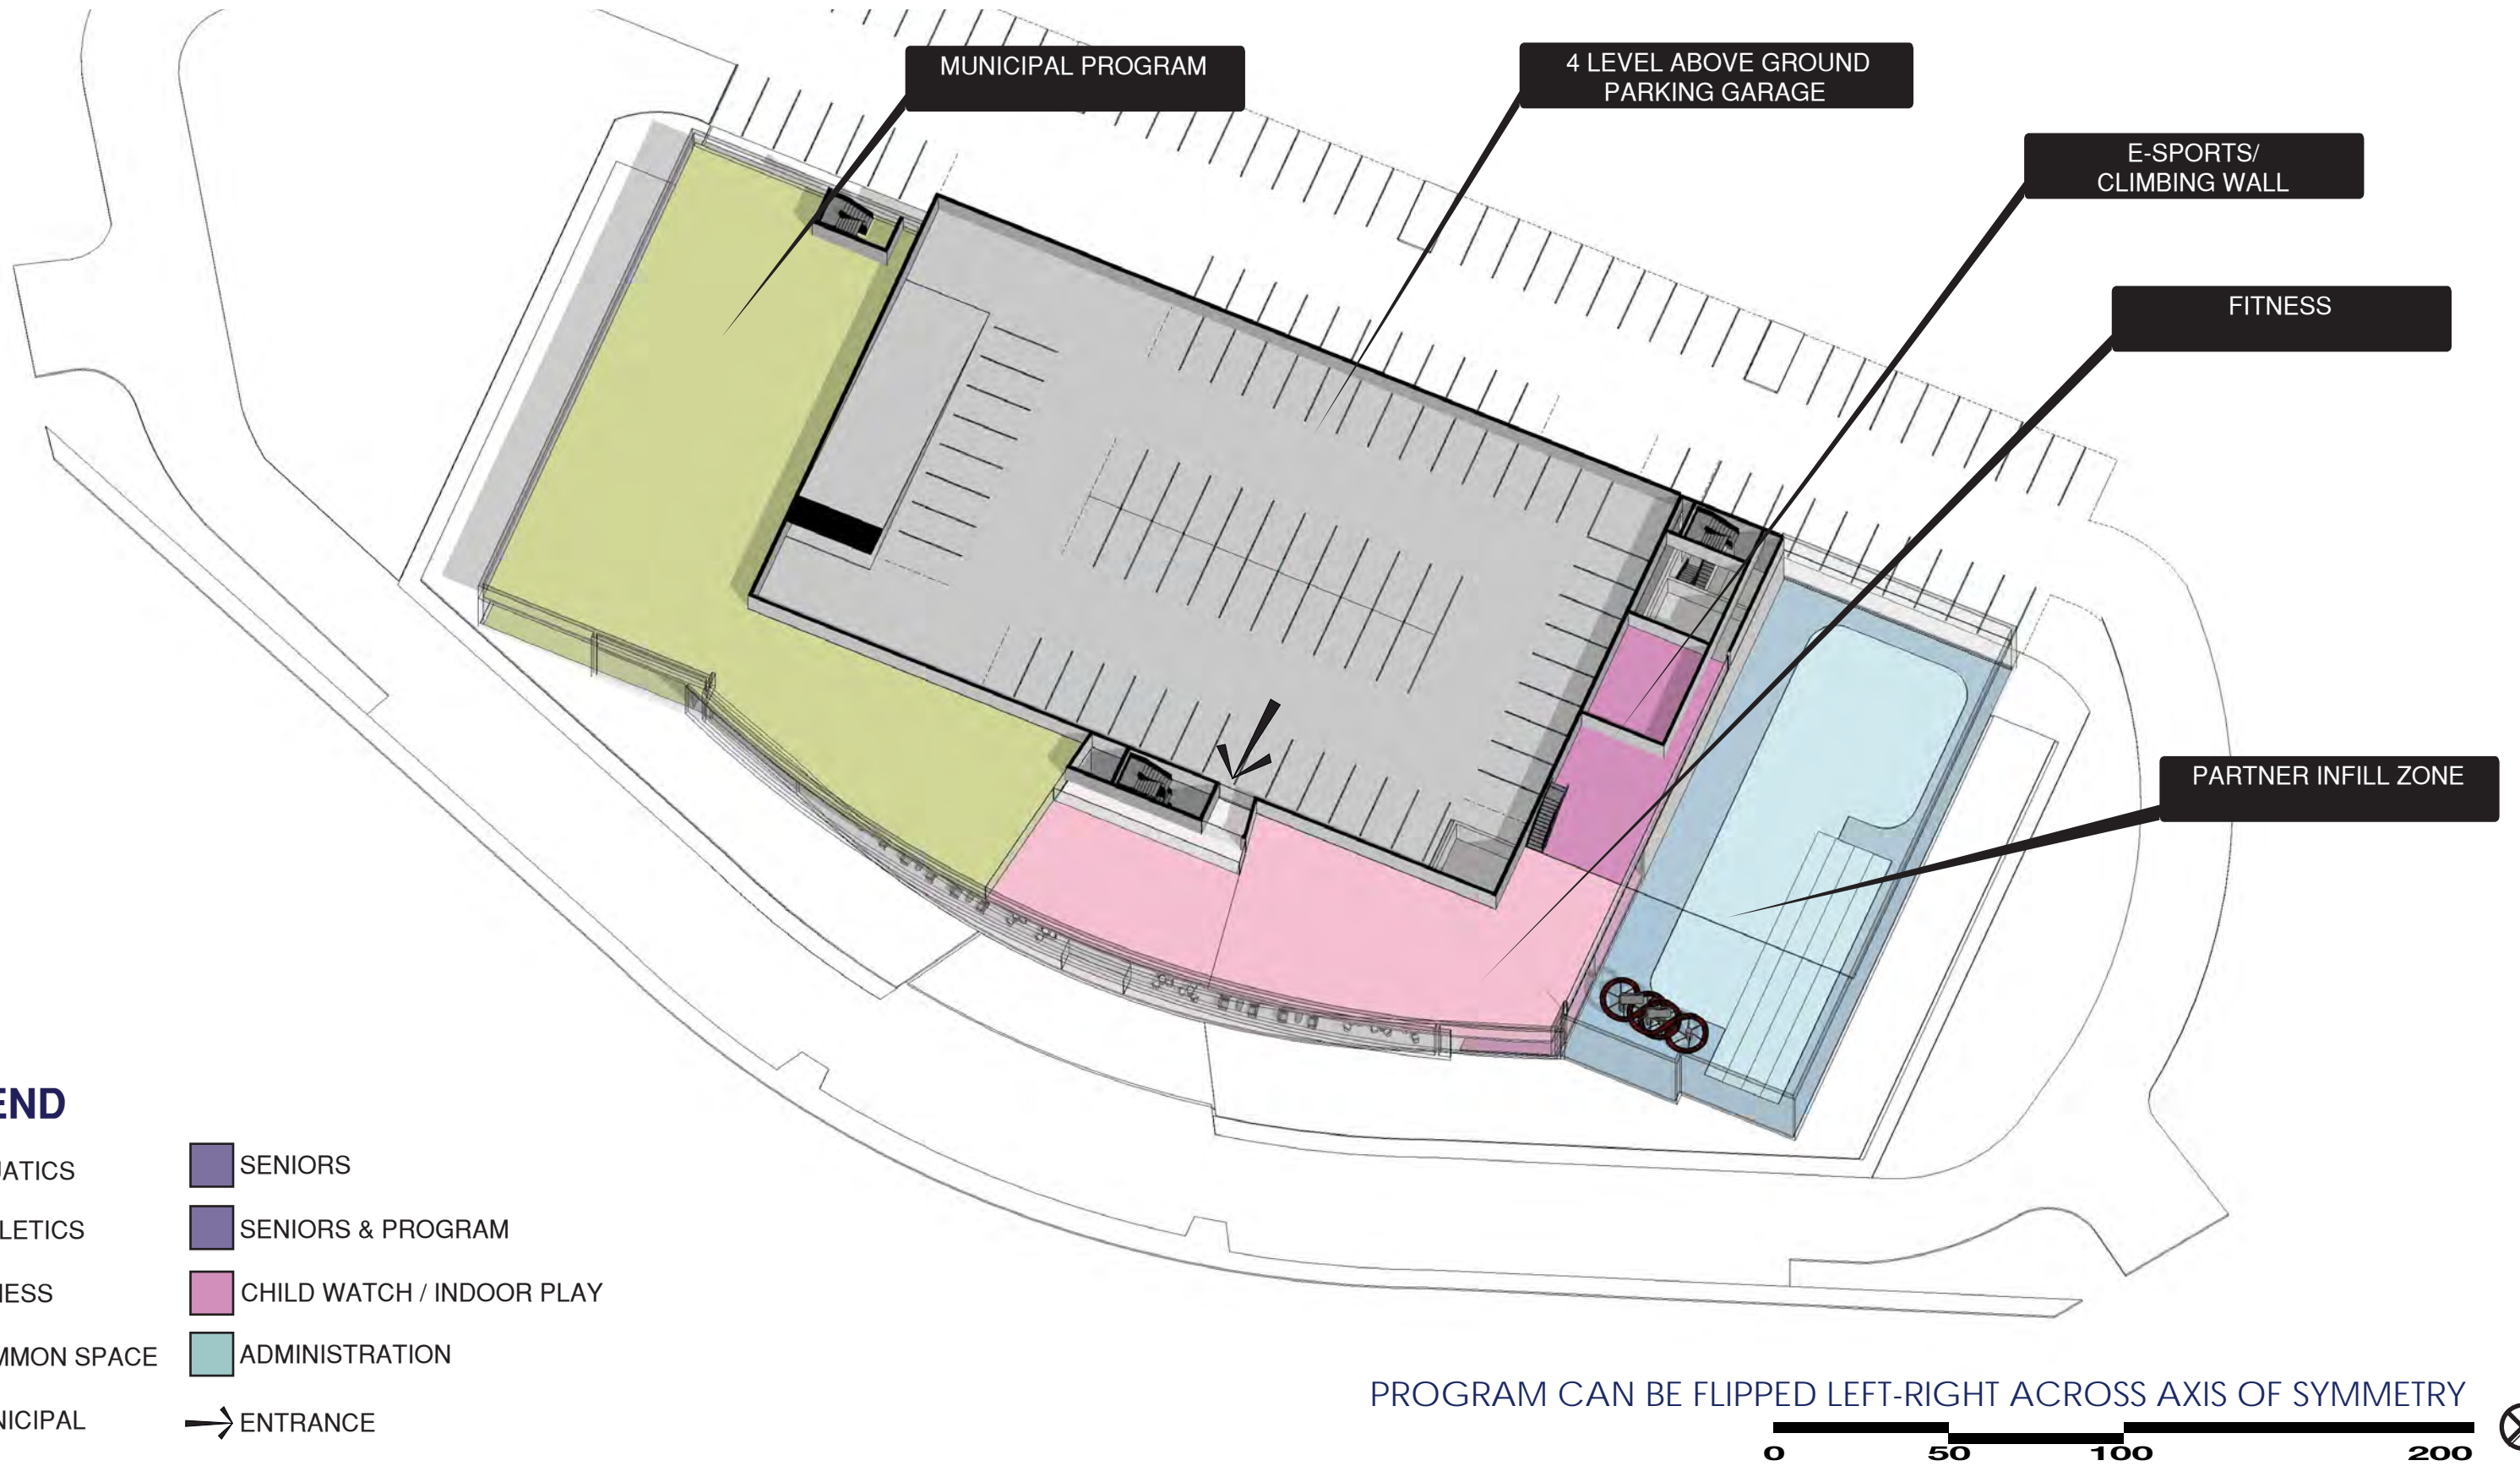 MUNICIPAL PROGRAM
4 LEVEL ABOVE GROUND
PARKING GARAGE
E-SPORTS/
CLIMBING WALL
FITNESS
PARTNER INFILL ZONE
END
UATICS
LETICS
NESS
MMON SPACE
NICIPAL
SENIORS
SENIORS & PROGRAM
CHILD WATCH / INDOOR PLAY
ADMINISTRATION
ENTRANCE
PROGRAM CAN BE FLIPPED LEFT-RIGHT ACROSS AXIS OF SYMMETRY
0 50 100 200